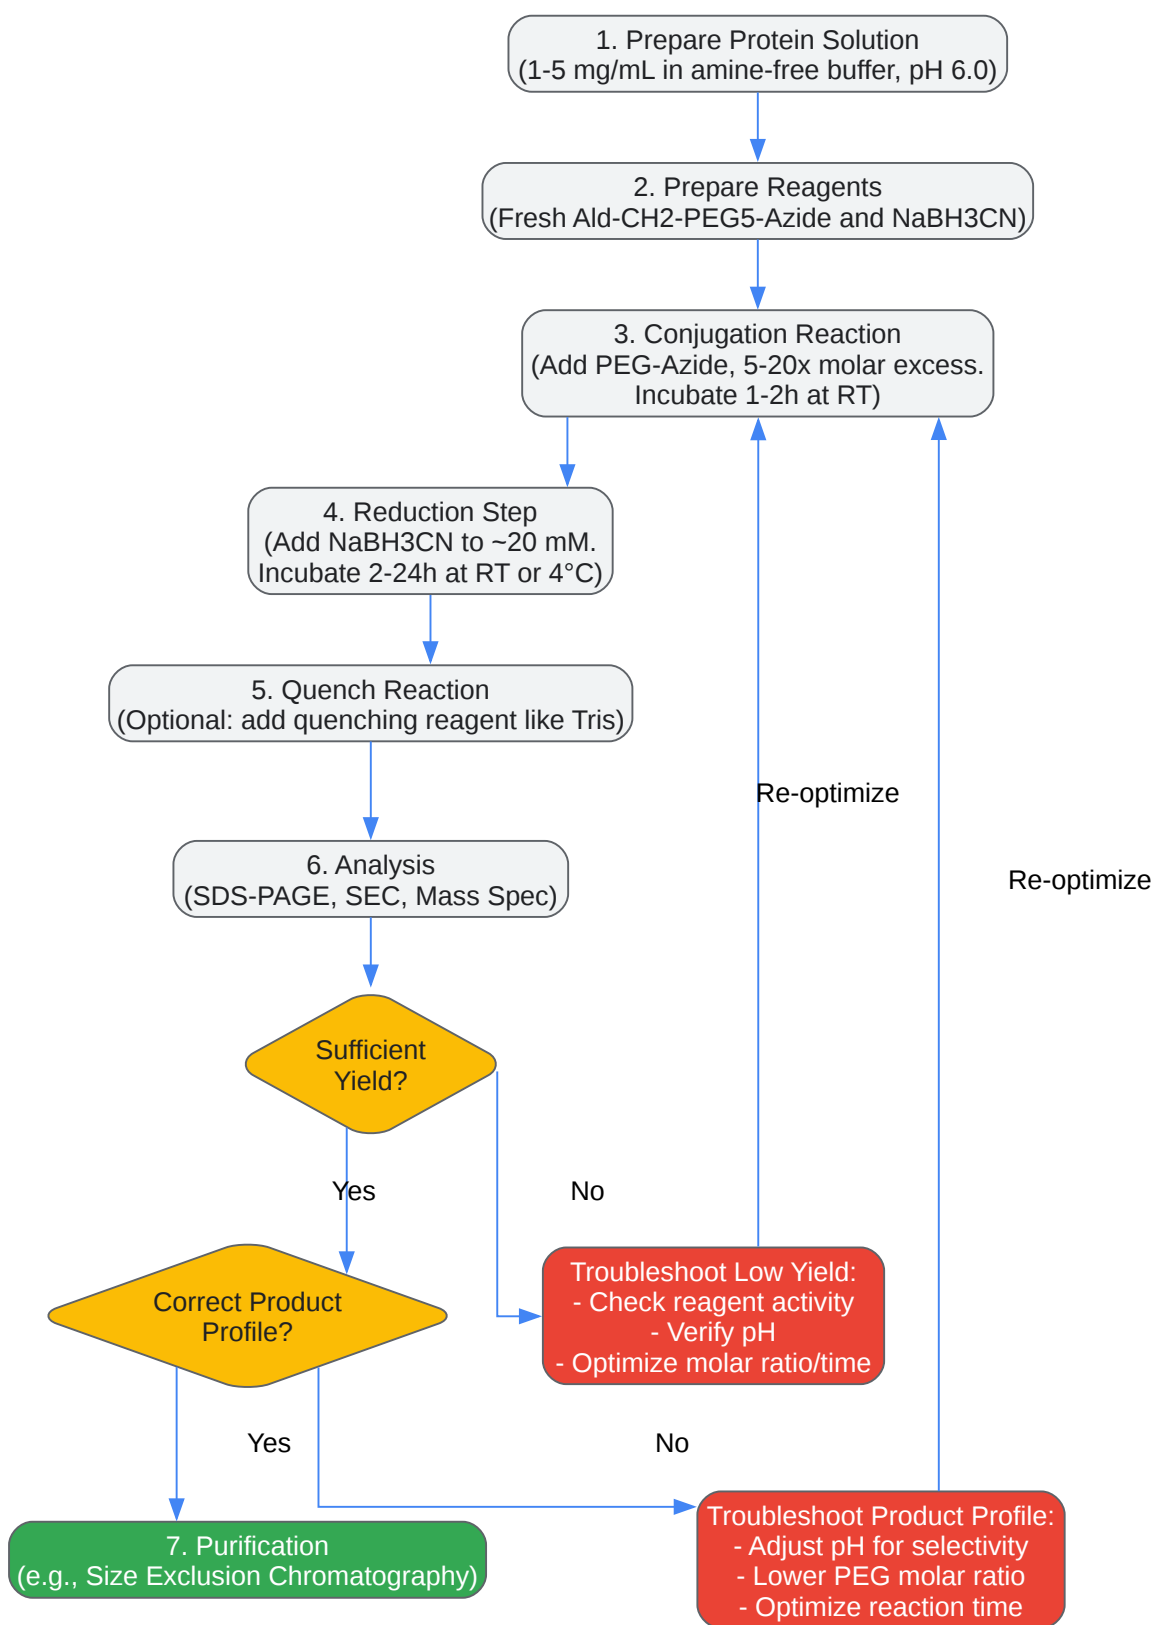 1. Prepare Protein Solution
(1-5 mg/mL in amine-free buffer, pH 6.0)
2. Prepare Reagents
(Fresh Ald-CH2-PEG5-Azide and NaBH3CN)
3. Conjugation Reaction
(Add PEG-Azide, 5-20x molar excess.
Incubate 1-2h at RT)
4. Reduction Step
(Add NaBH3CN to ~20 mM.
Incubate 2-24h at RT or 4°C)
5. Quench Reaction
(Optional: add quenching reagent like Tris)
Re-optimize
Re-optimize
6. Analysis
(SDS-PAGE, SEC, Mass Spec)
Sufficient
Yield?
Yes
No
Correct Product
Profile?
Troubleshoot Low Yield:
- Check reagent activity
- Verify pH
- Optimize molar ratio/time
Yes
No
7. Purification
(e.g., Size Exclusion Chromatography)
Troubleshoot Product Profile:
- Adjust pH for selectivity
- Lower PEG molar ratio
- Optimize reaction time